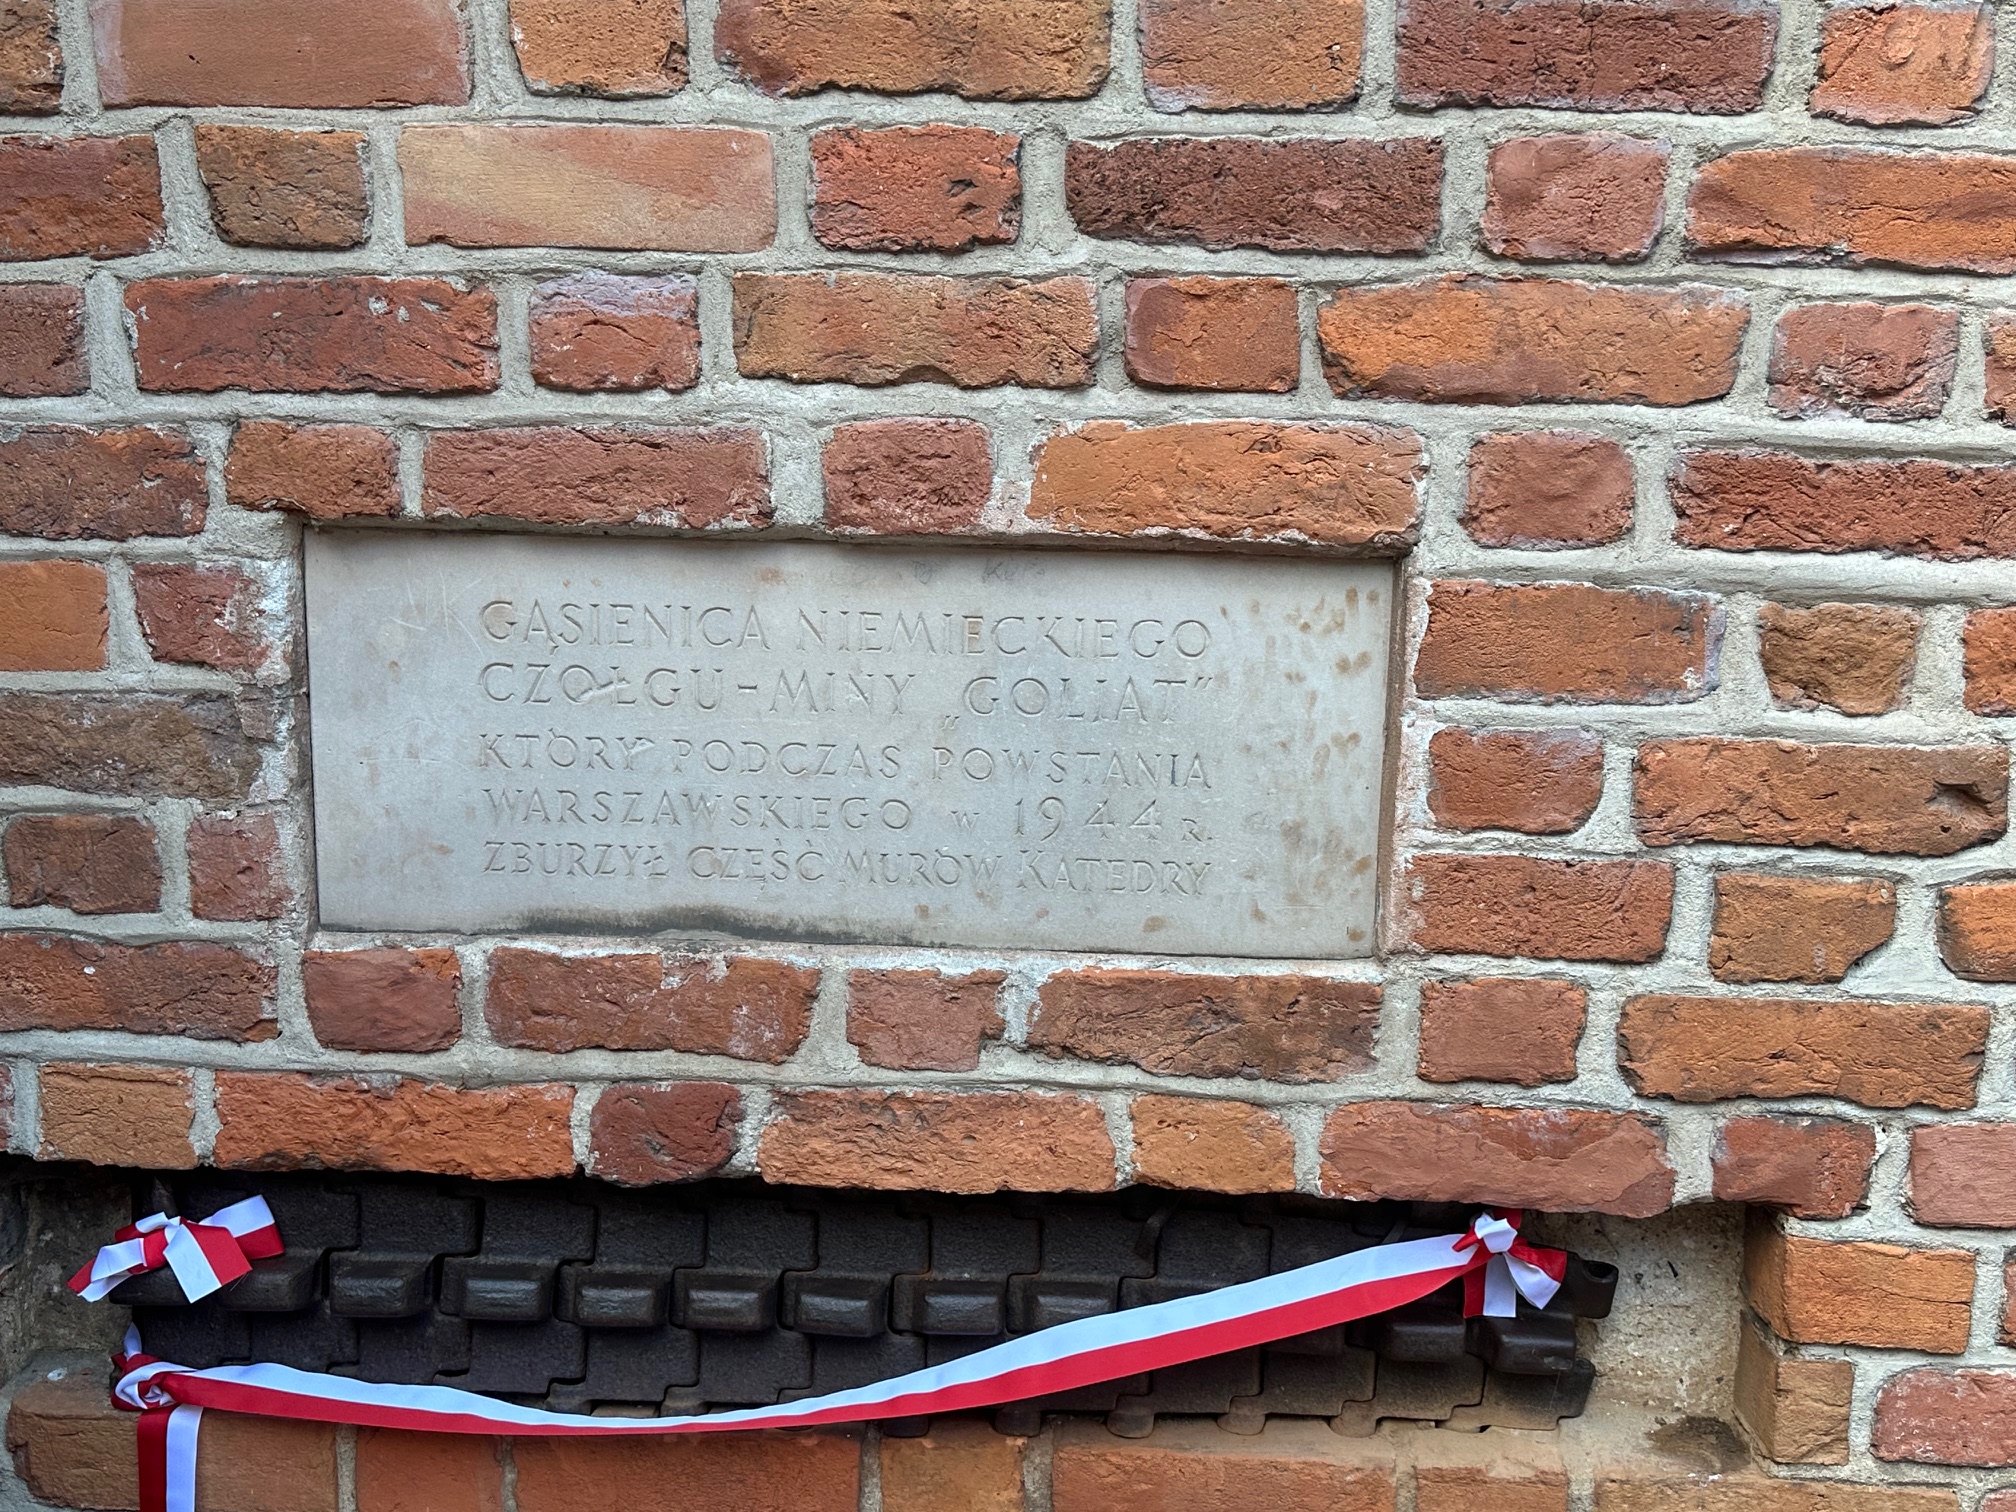 GĄSIENICA NIEMIECKIEGO
CZOŁGU-MINY „GOLIAT"
KTÓRY PODCZAS POWSTANIA
WARSZAWSKIEGO w 1944 R.
ZBURZYŁ CZĘŚĆ MURÓW KATEDRY